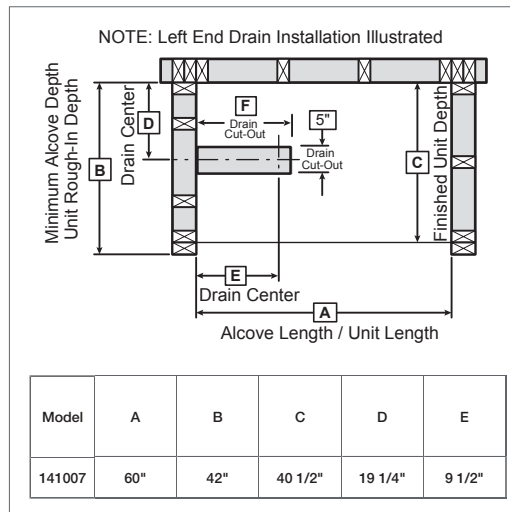 NOTE: Left End Drain Installation Illustrated
Minimum Alcove Depth
Unit Rough-In Depth
B
Drain Center
D
F
Drain
Cut-Out
5"
Drain
Cut-Out
C
Finished Unit Depth
E
Drain Center
A
Alcove Length / Unit Length
Model A B C D E
141007 60" 42" 40 1/2" 19 1/4" 9 1/2"